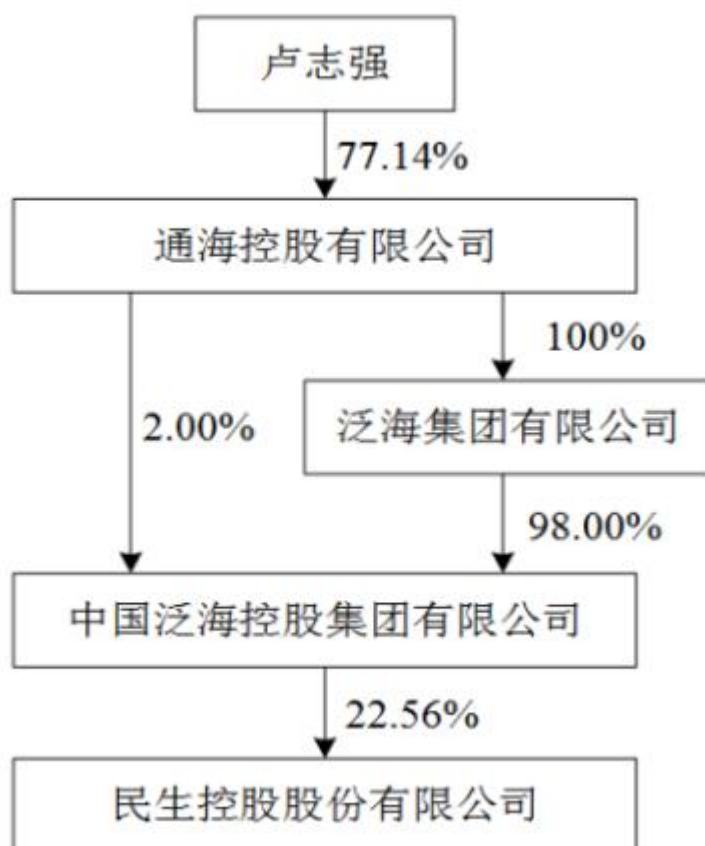 卢志强
77.14%
通海控股有限公司
100%
2.00%
泛海集团有限公司
98.00%
中国泛海控股集团有限公司
22.56%
民生控股股份有限公司